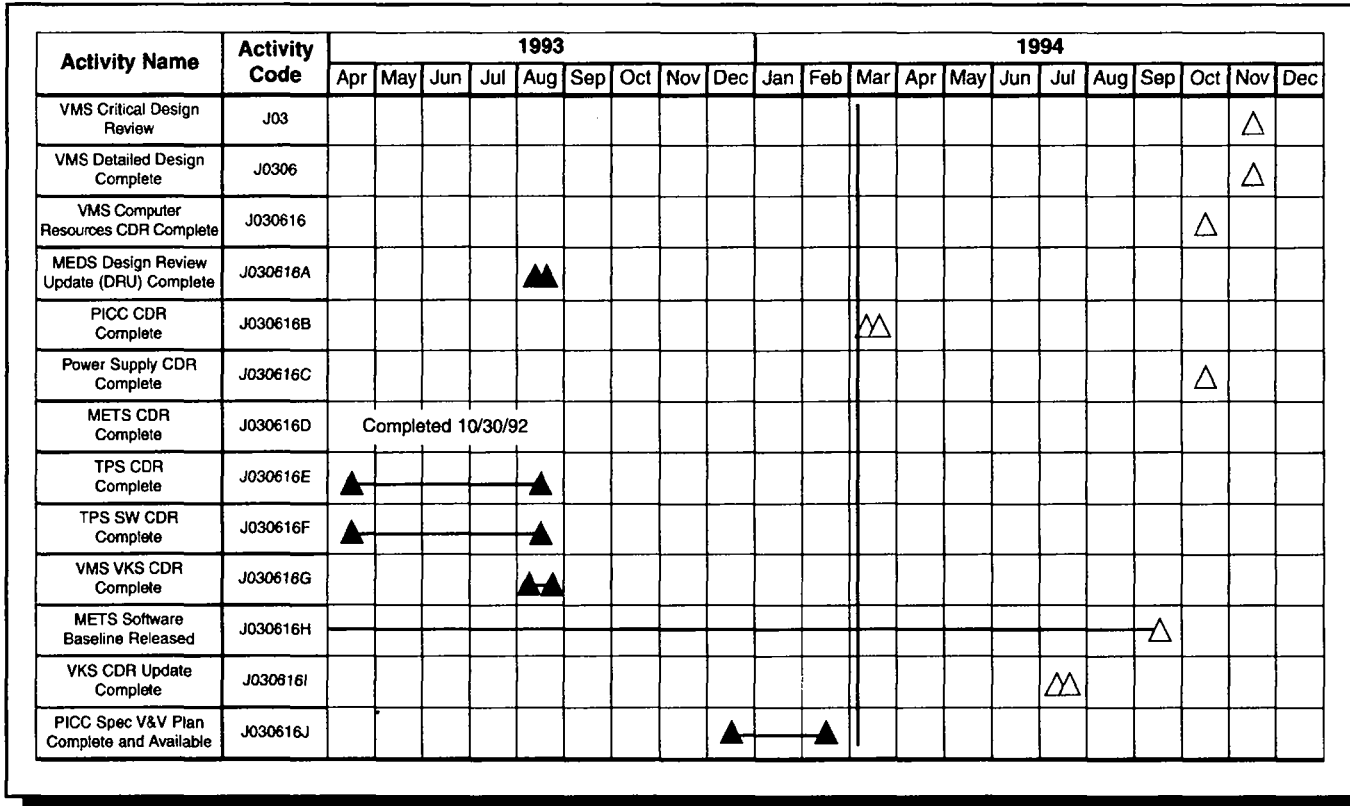 Activity Name
Activity
Code
1993
1994
Apr May Jun Jul Aug Sep Oct Nov Dec Jan Feb Mar Apr May Jun Jul Aug Sep Oct Nov Dec
VMS Critical Design
Review
J03
VMS Detailed Design
Complete
J0306
VMS Computer
Resources CDR Complete
J030616
MEDS Design Review
Update (DRU) Complete
J030616A
PICC CDR
Complete
J030616B
Power Supply CDR
Complete
J030616C
METS CDR
Complete
J030616D
Completed 10/30/92
TPS CDR
Complete
J030616E
TPS SW CDR
Complete
J030616F
VMS VKS CDR
Complete
J030616G
METS Software
Baseline Released
J030616H
VKS CDR Update
Complete
J030616I
PICC Spec V&V Plan
Complete and Available
J030616J